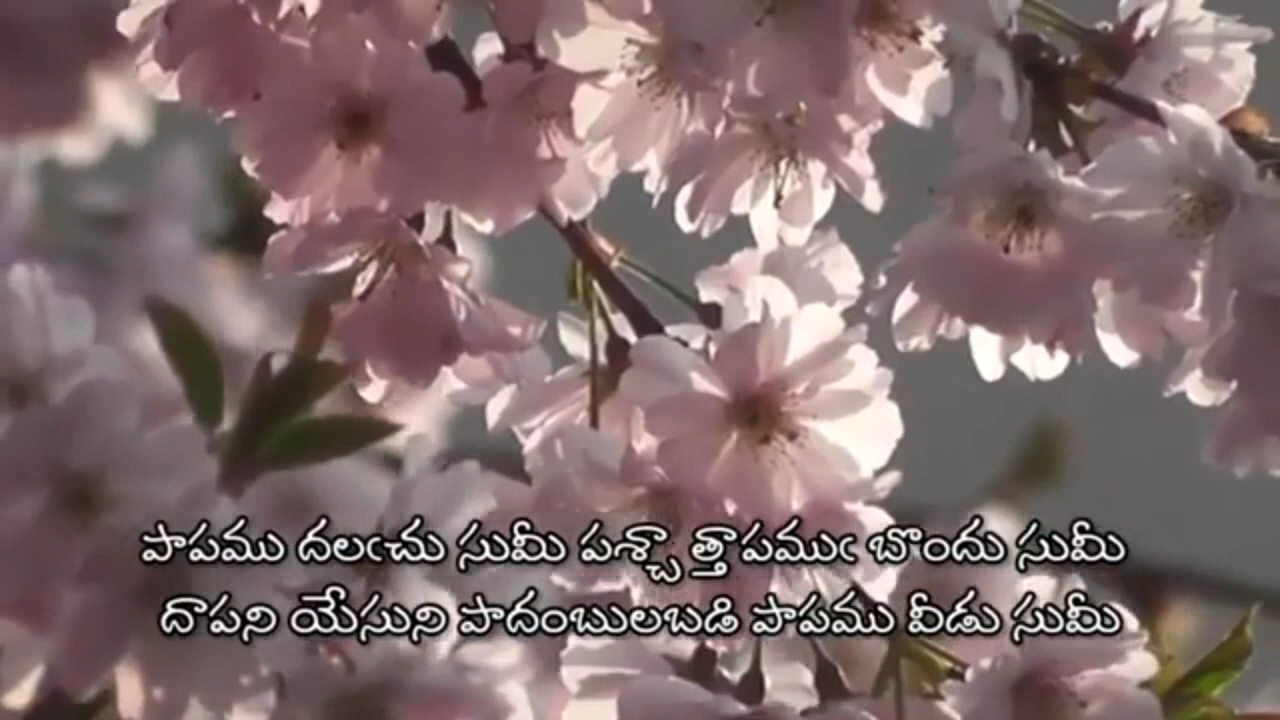 పాపము దలఁచు సుమీ పశ్చా త్తాపముఁ బొందు సుమీ
దాపని యేసుని పాదంబులబడి పాపము వీడు సుమీ